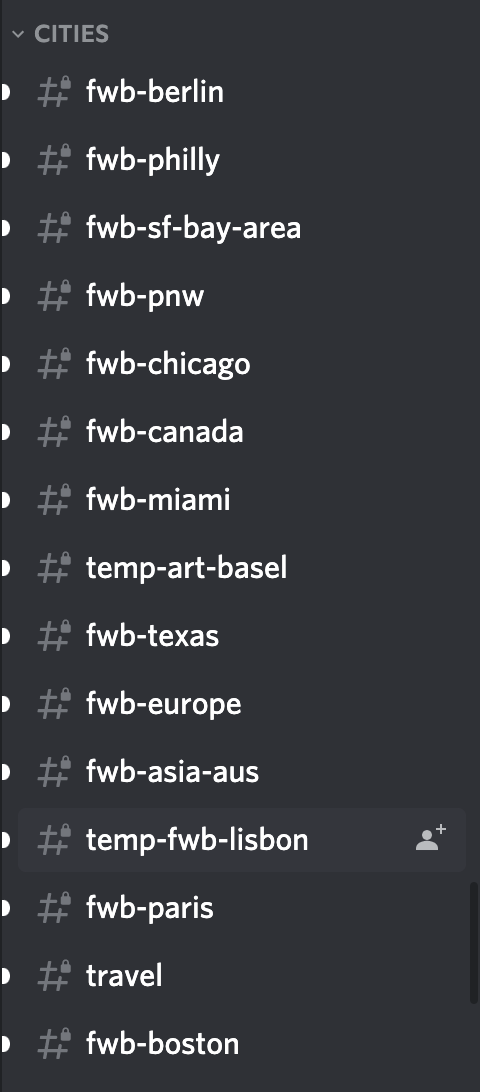 CITIES
fwb-berlin
fwb-philly
fwb-sf-bay-area
fwb-pnw
fwb-chicago
fwb-canada
fwb-miami
temp-art-basel
fwb-texas
fwb-europe
fwb-asia-aus
temp-fwb-lisbon
fwb-paris
travel
fwb-boston